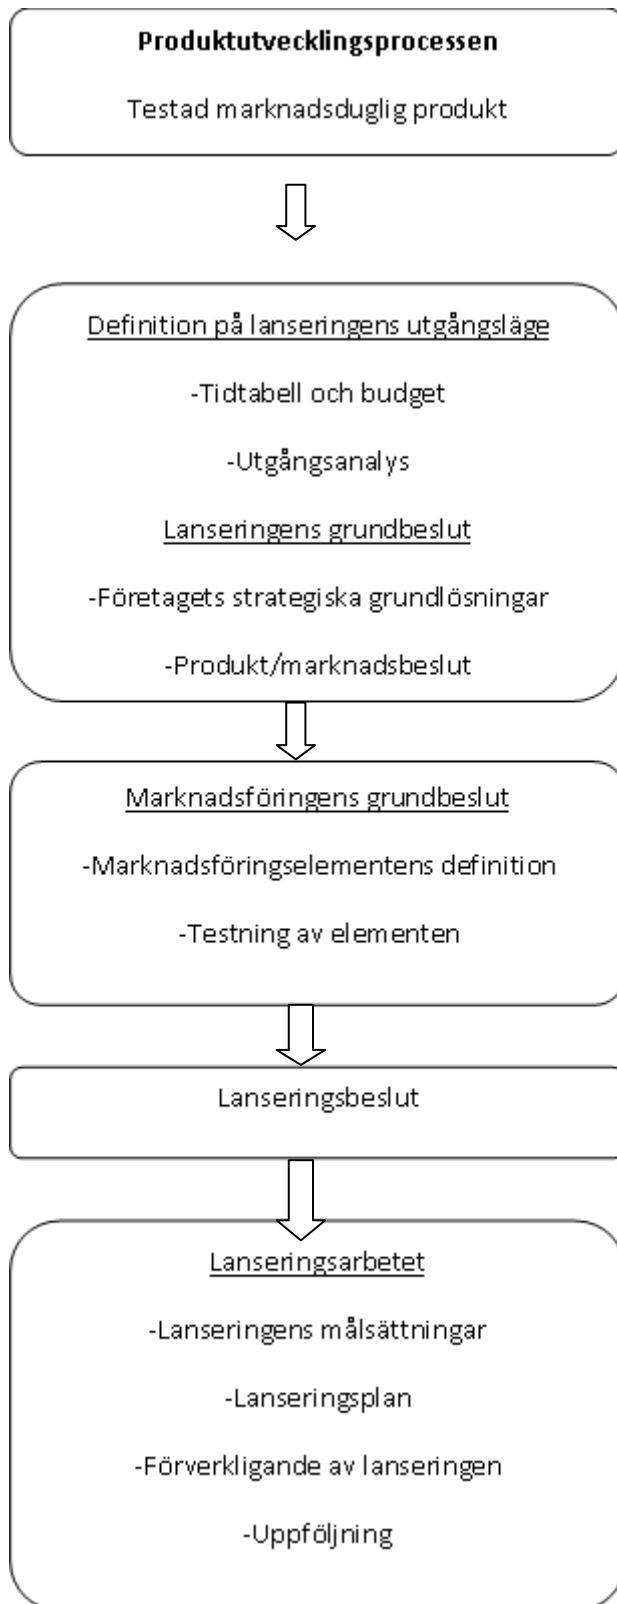 Produktutvecklingsprocessen
Testad marknadsduglig produkt
Definition på lanseringens utgångsläge
-Tidtabell och budget
-Utgångsanalys
Lanseringens grundbeslut
-Företagets strategiska grundlösningar
-Produkt/marknadsbeslut
Marknadsföringens grundbeslut
-Marknadsföringselementens definition
-Testning av elementen
Lanseringsbeslut
Lanseringsarbetet
-Lanseringens målsättningar
-Lanseringsplan
-Förverkligande av lanseringen
-Uppföljning